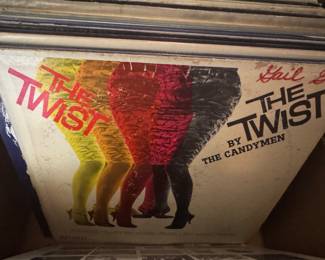 THE
TWIST
Gail
THE
TWIST
BY
THE CANDYMEN